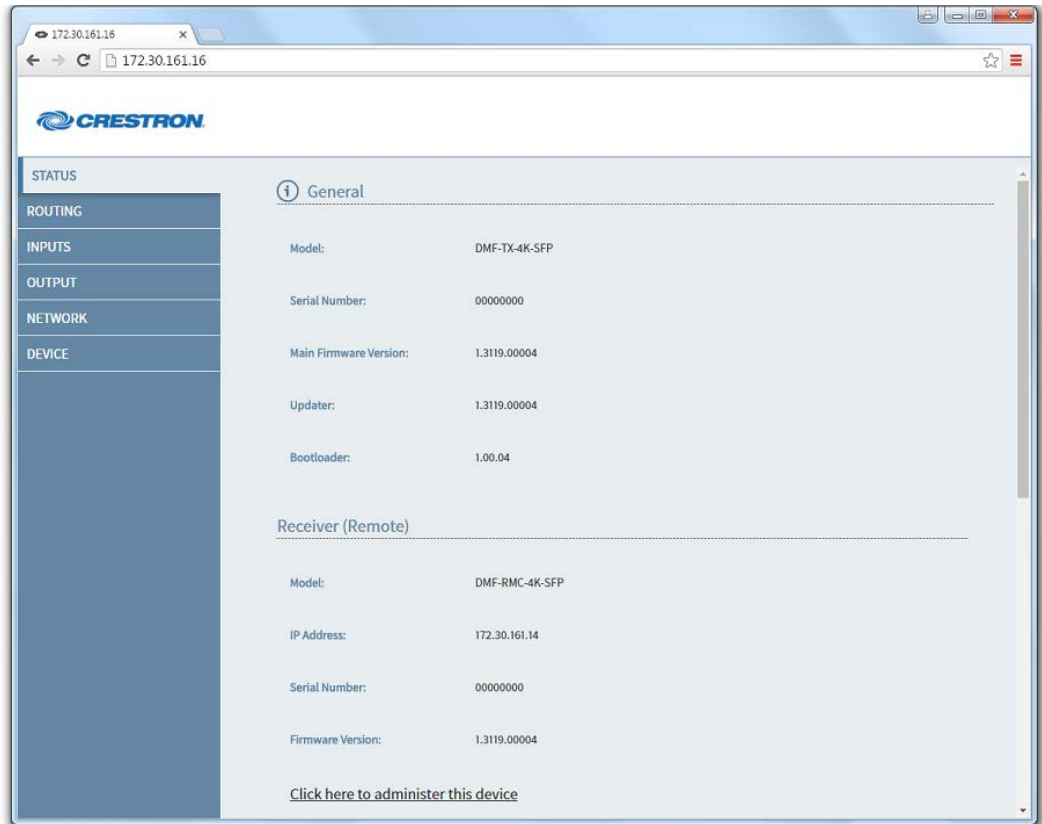 172.30.161.16
172.30.161.16
CRESTRON.
STATUS
ROUTING
INPUTS
OUTPUT
NETWORK
DEVICE
General
Model: DMF-TX-4K-SFP
Serial Number: 00000000
Main Firmware Version: 1.3119.00004
Updater: 1.3119.00004
Bootloader: 1.00.04
Receiver (Remote)
Model: DMF-RMC-4K-SFP
IP Address: 172.30.161.14
Serial Number: 00000000
Firmware Version: 1.3119.00004
Click here to administer this device